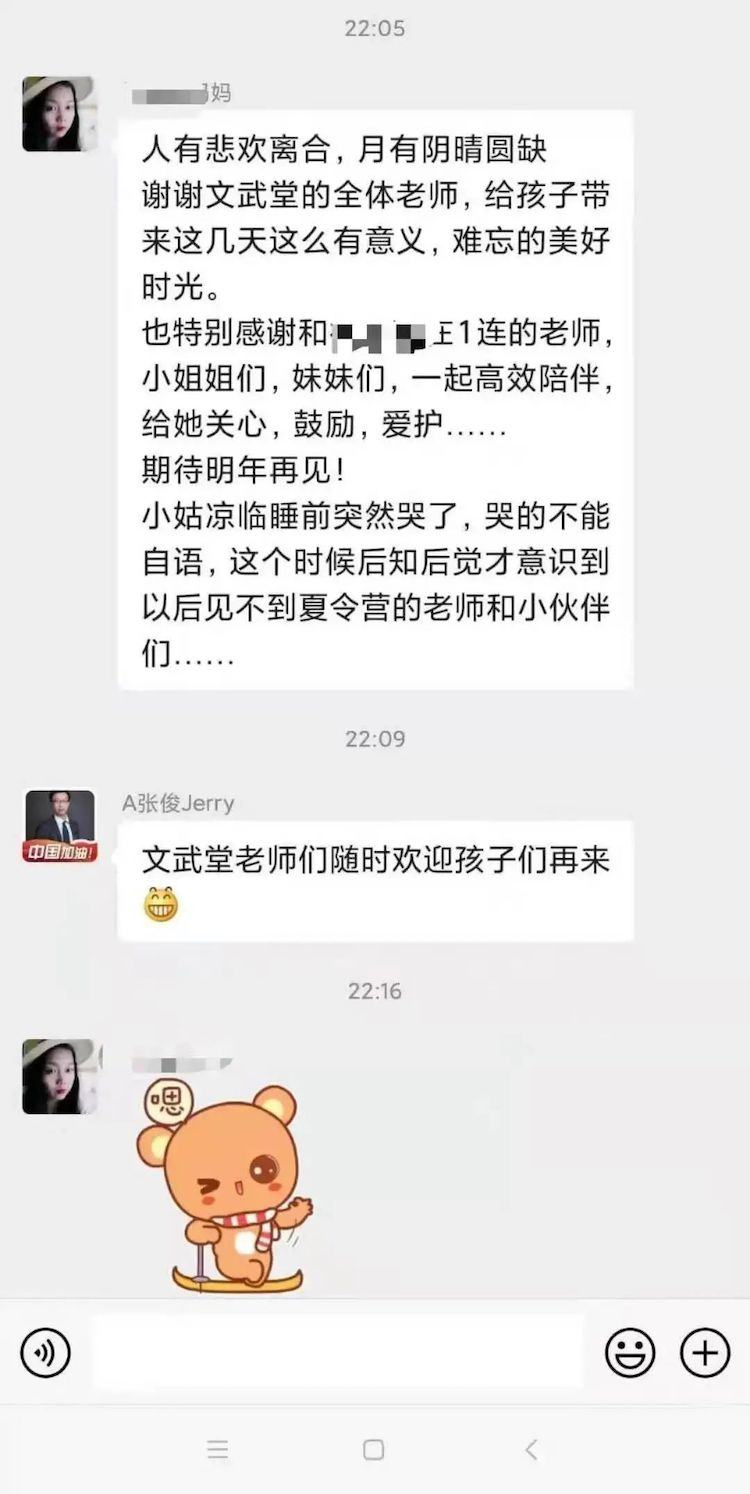 22:05
妈
人有悲欢离合，月有阴晴圆缺
谢谢文武堂的全体老师，给孩子带
来这几天这么有意义，难忘的美好
时光。
也特别感谢和 1连的老师，
小姐姐们，妹妹们，一起高效陪伴，
给她关心，鼓励，爱护……
期待明年再见！
小姑凉临睡前突然哭了，哭的不能
自语，这个时候后知后觉才意识到
以后见不到夏令营的老师和小伙伴
们……
22:09
A张俊Jerry
中国加油!
文武堂老师们随时欢迎孩子们再来
22:16
嗯